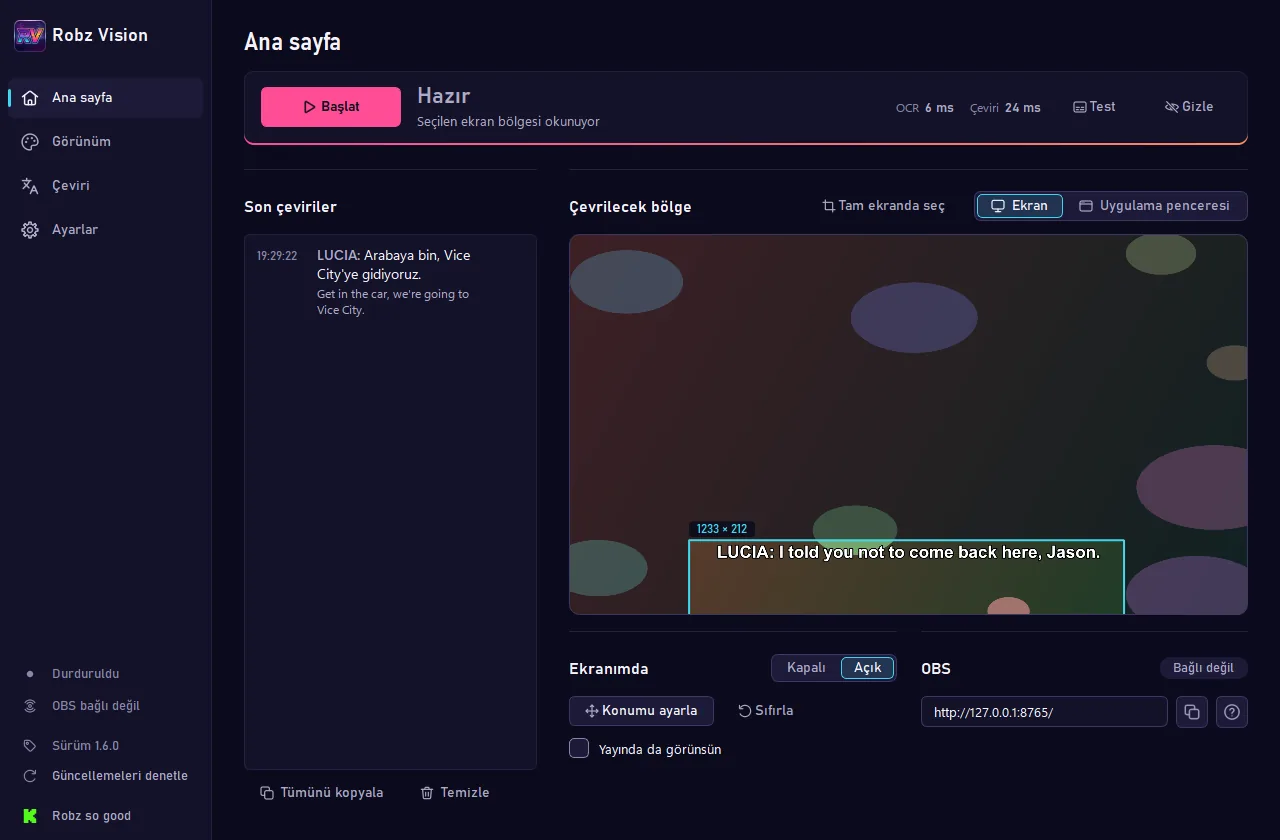 Robz Vision
Ana sayfa
Görünüm
Çeviri
Ayarlar
Durduruldu
OBS bağlı değil
Sürüm 1.6.0
Güncellemeleri denetle
Robz so good
Ana sayfa
Başlat
Hazır
Seçilen ekran bölgesi okunuyor
OCR 6 ms Çeviri 24 ms
Test
Gizle
Son çeviriler
19:29:22
LUCIA: Arabaya bin, Vice
City'ye gidiyoruz.
Get in the car, we're going to
Vice City.
Tümünü kopyala
Temizle
Çevrilecek bölge
Tam ekranda seç
Ekran
Uygulama penceresi
1233 × 212
LUCIA: I told you not to come back here, Jason.
Ekranımda
Kapalı
Açık
Konumu ayarla
Sıfırla
Yayında da görünsün
OBS
Bağlı değil
http://127.0.0.1:8765/